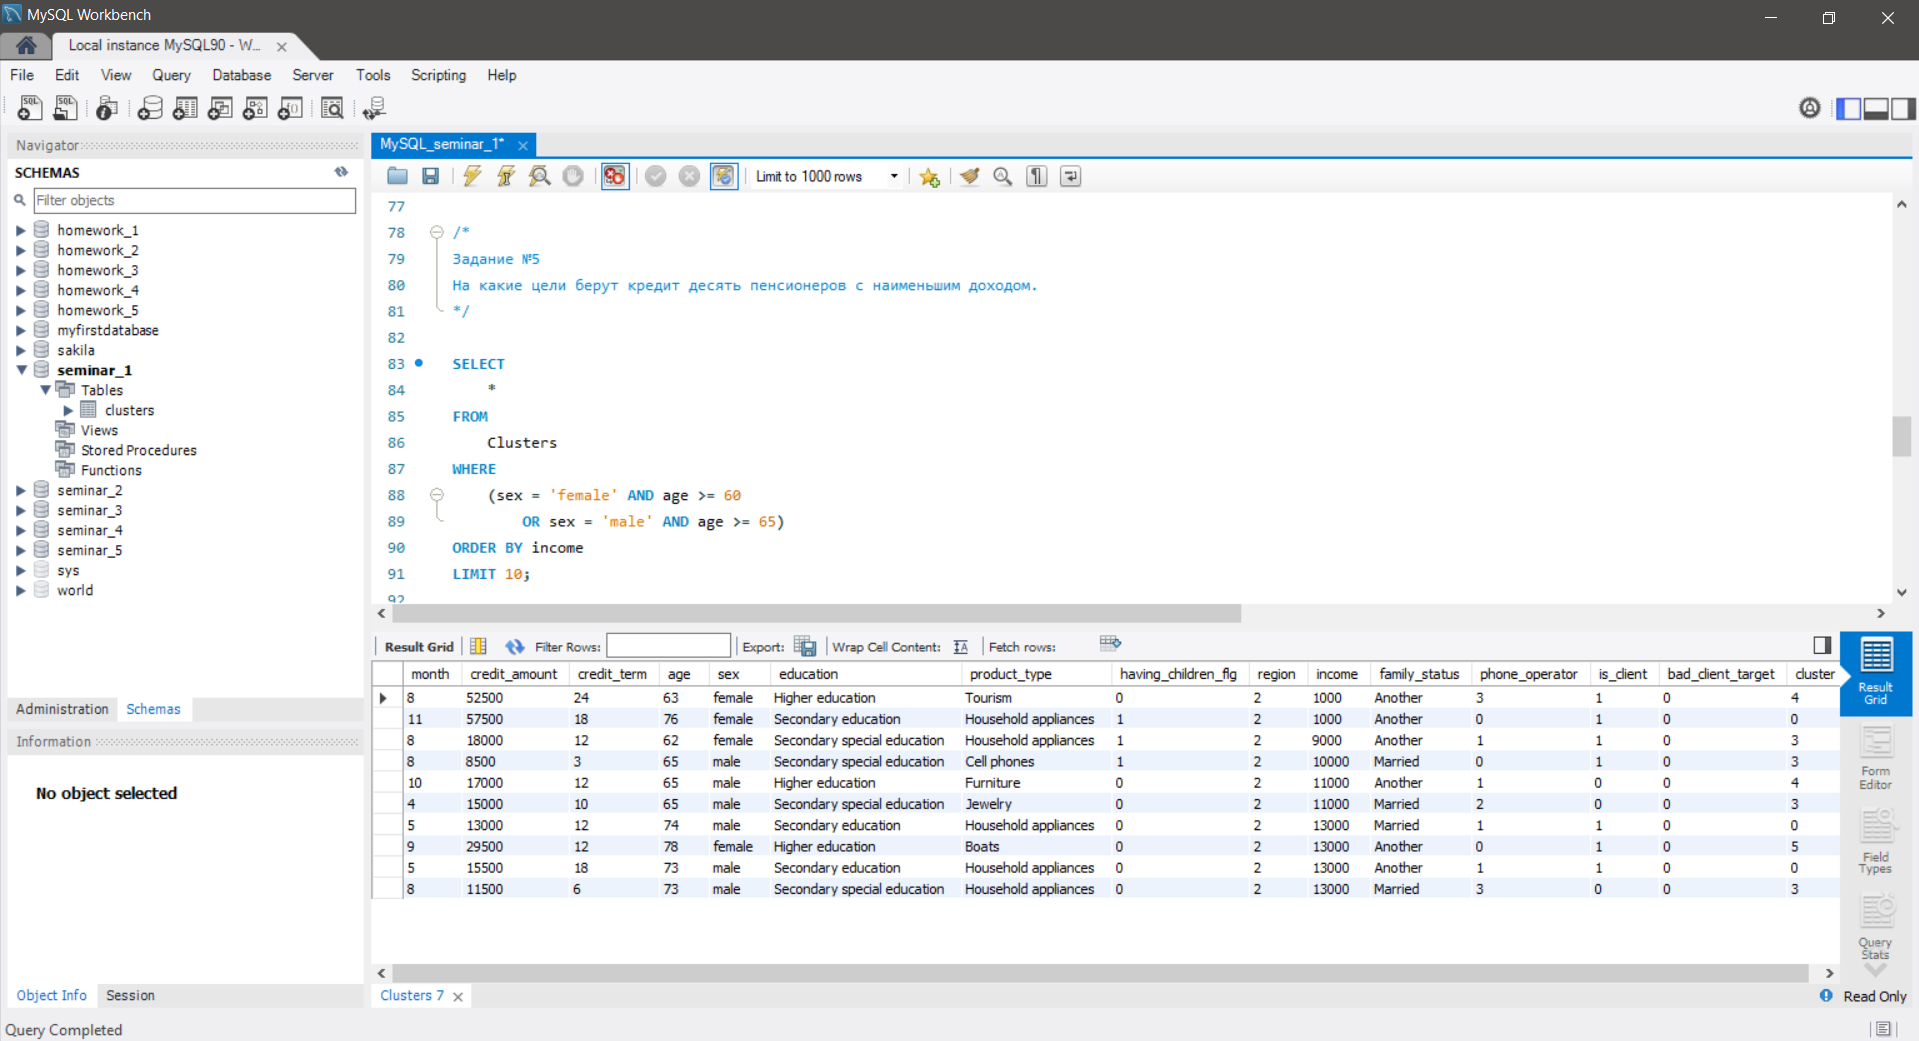 MySQL Workbench
Local instance MySQL90 - W...
File Edit View Query Database Server Tools Scripting Help
Navigator
SCHEMAS
Filter objects
homework_1
homework_2
homework_3
homework_4
homework_5
myfirstdatabase
sakila
seminar_1
Tables
clusters
Views
Stored Procedures
Functions
seminar_2
seminar_3
seminar_4
seminar_5
sys
world
Administration Schemas
Information
No object selected
Object Info Session
MySQL_seminar_1*
Limit to 1000 rows
77
78 /*
79 Задание №5
80 На какие цели берут кредит десять пенсионеров с наименьшим доходом.
81 */
82
83 SELECT
84 *
85 FROM
86 Clusters
87 WHERE
88 (sex = 'female' AND age >= 60
89 OR sex = 'male' AND age >= 65)
90 ORDER BY income
91 LIMIT 10;
92
Result Grid Filter Rows: Export: Wrap Cell Content: Fetch rows:
month credit_amount credit_term age sex education product_type having_children_flg region income family_status phone_operator is_client bad_client_target cluster
8 52500 24 63 female Higher education Tourism 0 2 1000 Another 3 1 0 4
11 57500 18 76 female Secondary education Household appliances 1 2 1000 Another 0 1 0 0
8 18000 12 62 female Secondary special education Household appliances 1 2 9000 Another 1 1 0 3
8 8500 3 65 male Secondary special education Cell phones 1 2 10000 Married 0 1 0 3
10 17000 12 65 male Higher education Furniture 0 2 11000 Another 1 0 0 4
4 15000 10 65 male Secondary special education Jewelry 0 2 11000 Married 2 0 0 3
5 13000 12 74 male Secondary education Household appliances 0 2 13000 Married 1 1 0 0
9 29500 12 78 female Higher education Boats 0 2 13000 Another 0 1 0 5
5 15500 18 73 male Secondary education Household appliances 0 2 13000 Another 1 1 0 0
8 11500 6 73 male Secondary special education Household appliances 0 2 13000 Married 3 0 0 3
Result
Grid
Form
Editor
Field
Types
Query
Stats
Clusters 7
Read Only
Query Completed